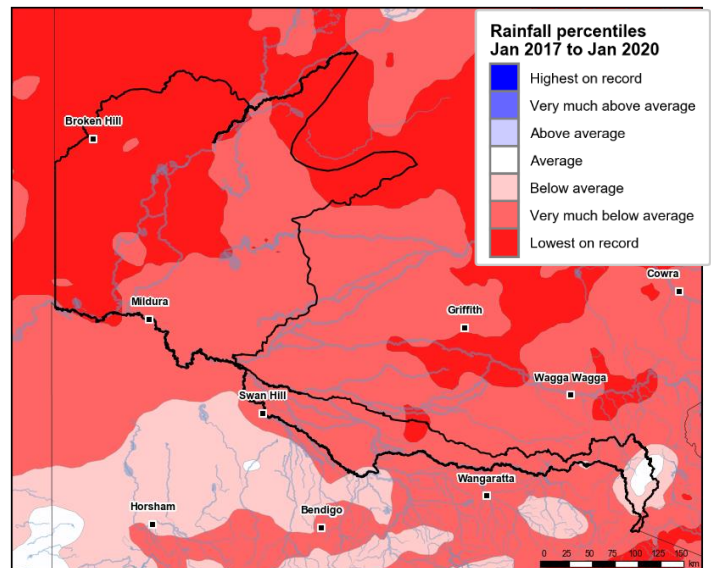 Rainfall percentiles
Jan 2017 to Jan 2020
Highest on record
Very much above average
Above average
Average
Below average
Very much below average
Lowest on record
Broken Hill
Cowra
Mildura
Griffith
Wagga Wagga
Swan Hill
Wangaratta
Horsham
Bendigo
0 25 50 75 100 125 150
km